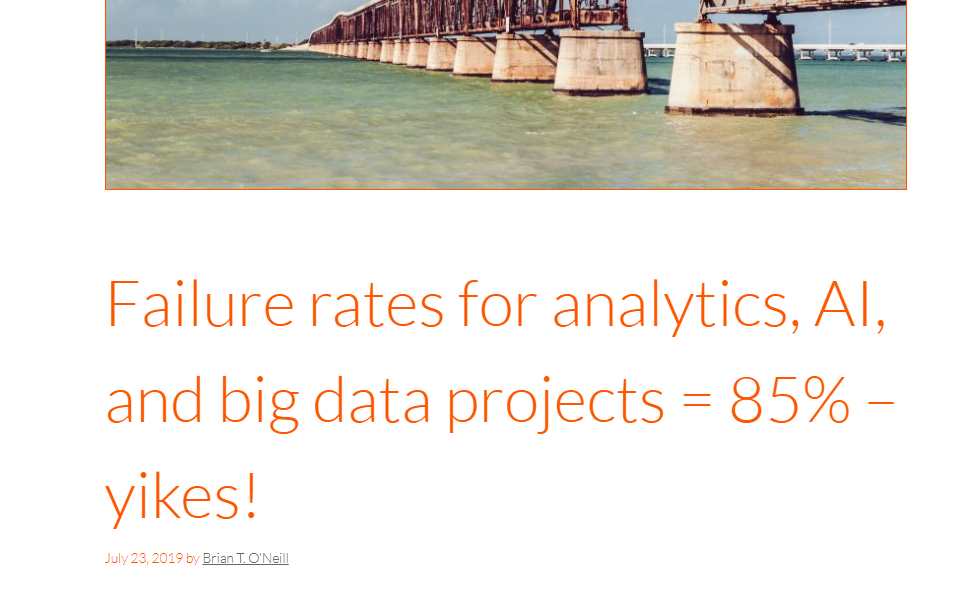 Failure rates for analytics, AI,
and big data projects = 85% –
yikes!
July 23, 2019 by Brian T. O'Neill